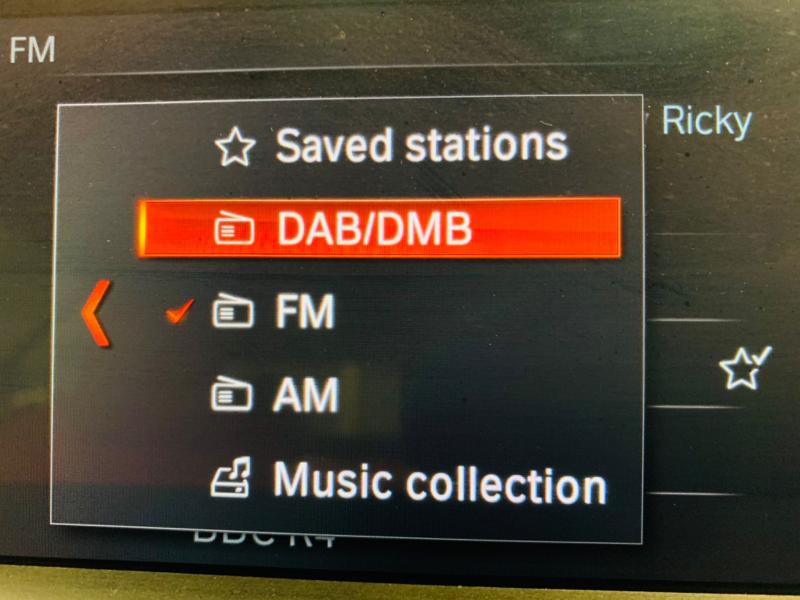 FM
Ricky
Saved stations
DAB/DMB
FM
AM
Music collection